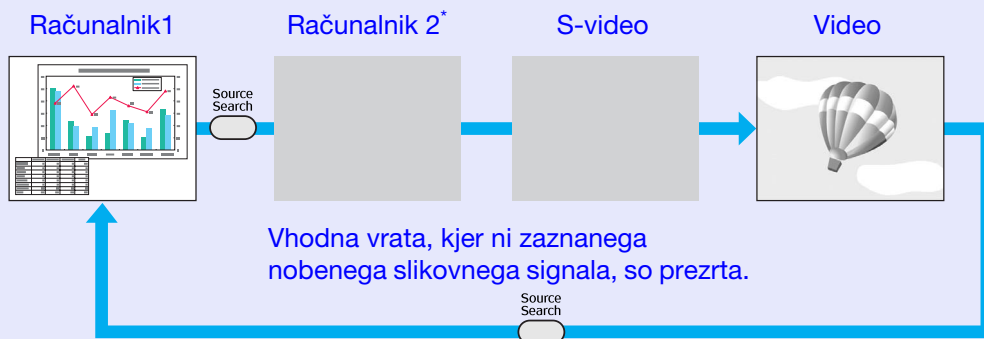 Računalnik1
Računalnik 2*
S-video
Video
Source
Search
Vhodna vrata, kjer ni zaznanega
nobenega slikovnega signala, so prezrta.
Source
Search